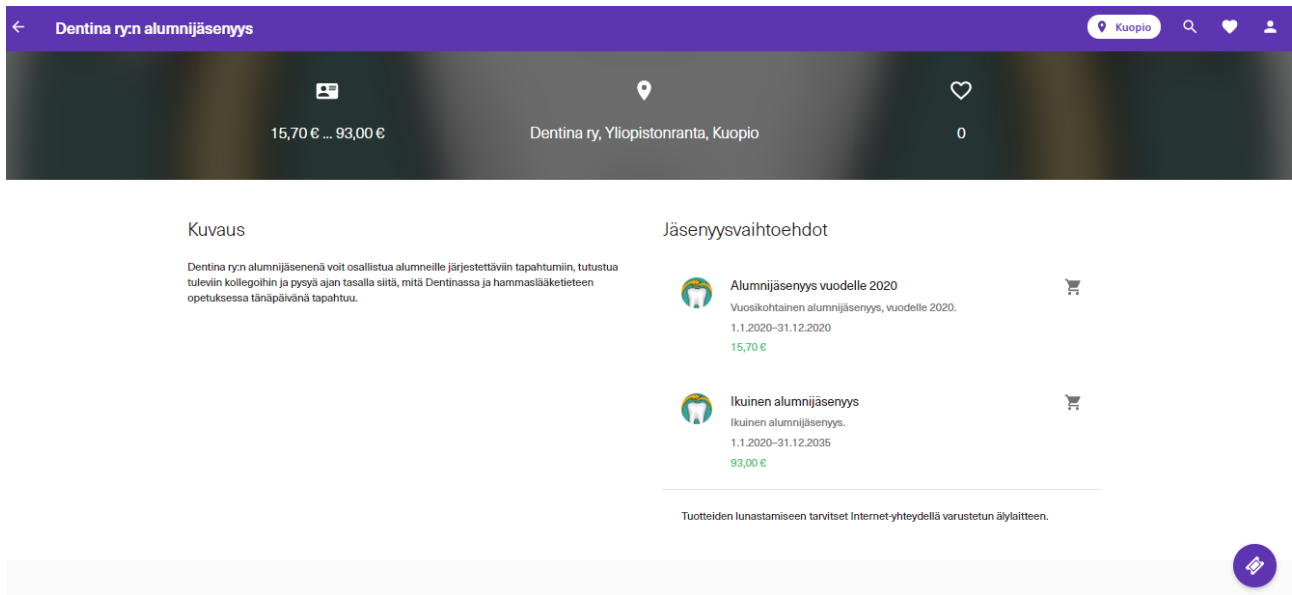 Dentina ry:n alumnijäsenyys
Kuopio
15,70 € ... 93,00 €
Dentina ry, Yliopistonranta, Kuopio
0
Kuvaus
Dentina ry:n alumnijäsenenä voit osallistua alumneille järjestettäviin tapahtumiin, tutustua
tuleviin kollegoihin ja pysyä ajan tasalla siitä, mitä Dentinassa ja hammaslääketieteen
opetuksessa tänäpäivänä tapahtuu.
Jäsenyysvaihtoehdot
Alumnijäsenyys vuodelle 2020
Vuosikohtainen alumnijäsenyys, vuodelle 2020.
1.1.2020–31.12.2020
15,70 €
Ikuinen alumnijäsenyys
Ikuinen alumnijäsenyys.
1.1.2020–31.12.2035
93,00 €
Tuotteiden lunastamiseen tarvitset Internet-yhteydellä varustetun älylaitteen.